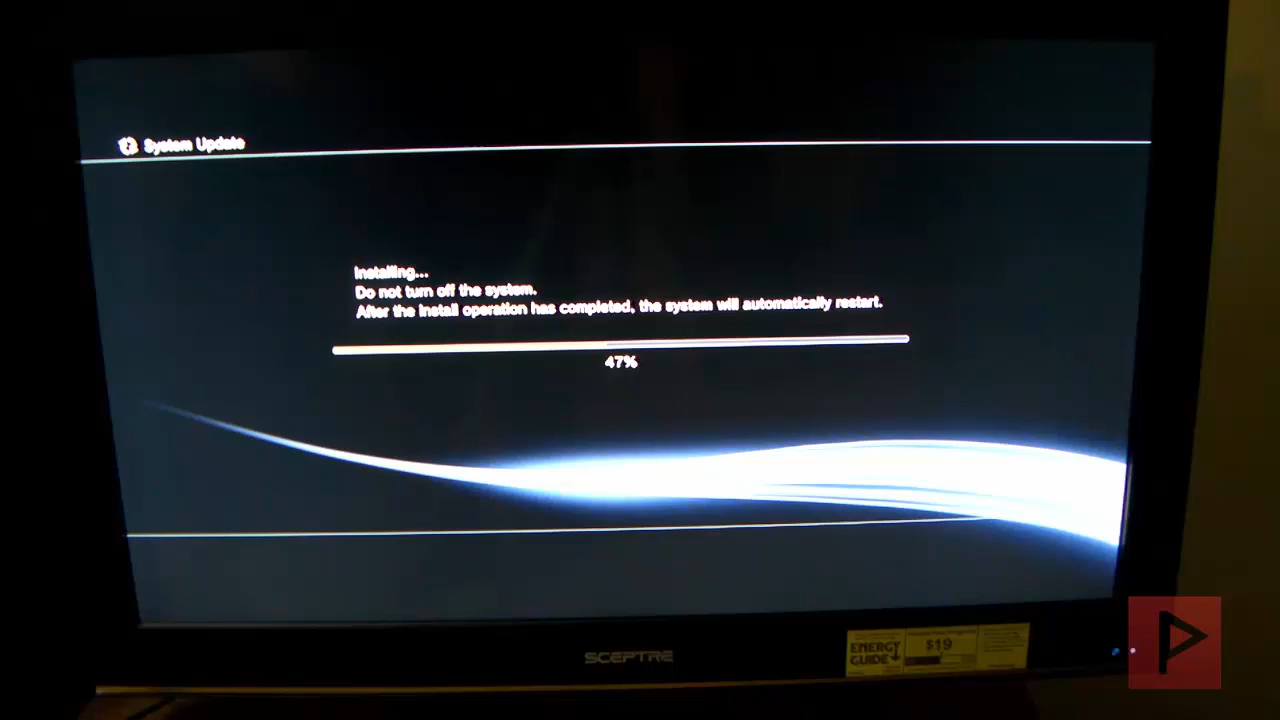 System Update
Installing...
Do not turn off the system.
After the install operation has completed, the system will automatically restart.
47%
SCEPTRE
ENERGY
GUIDE
$19
P